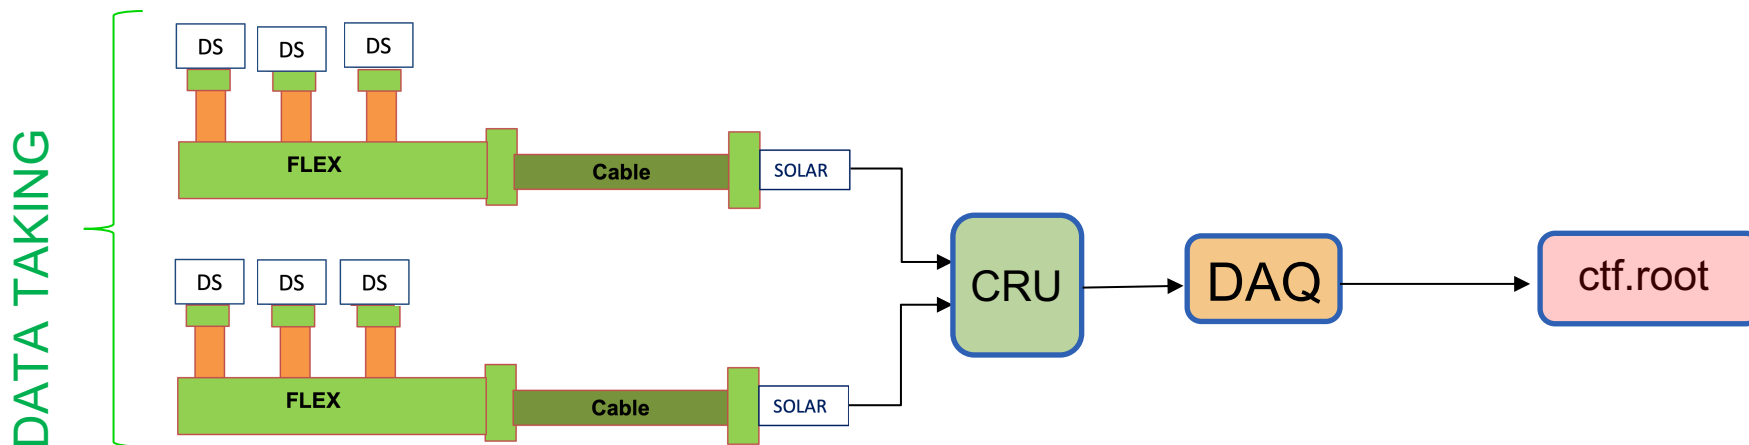 DATA TAKING
DS DS DS
FLEX
Cable
SOLAR
DS DS DS
FLEX
Cable
SOLAR
CRU
DAQ
ctf.root